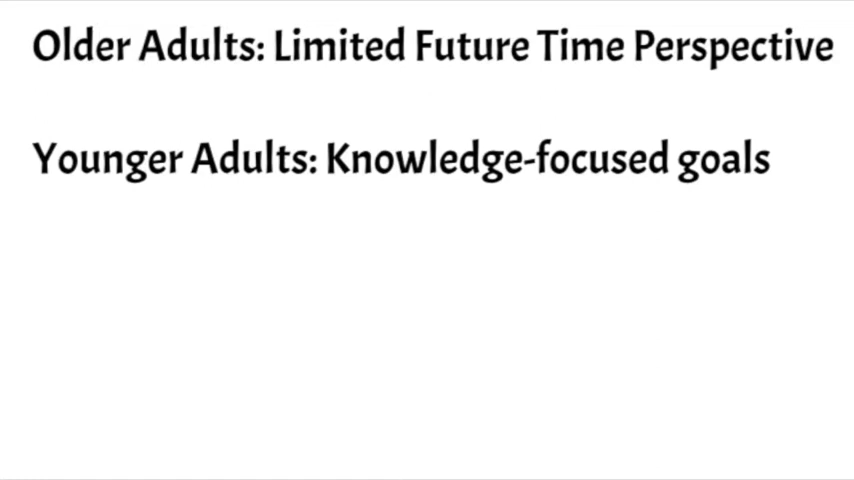 Older Adults: Limited Future Time Perspective
Younger Adults: Knowledge-focused goals